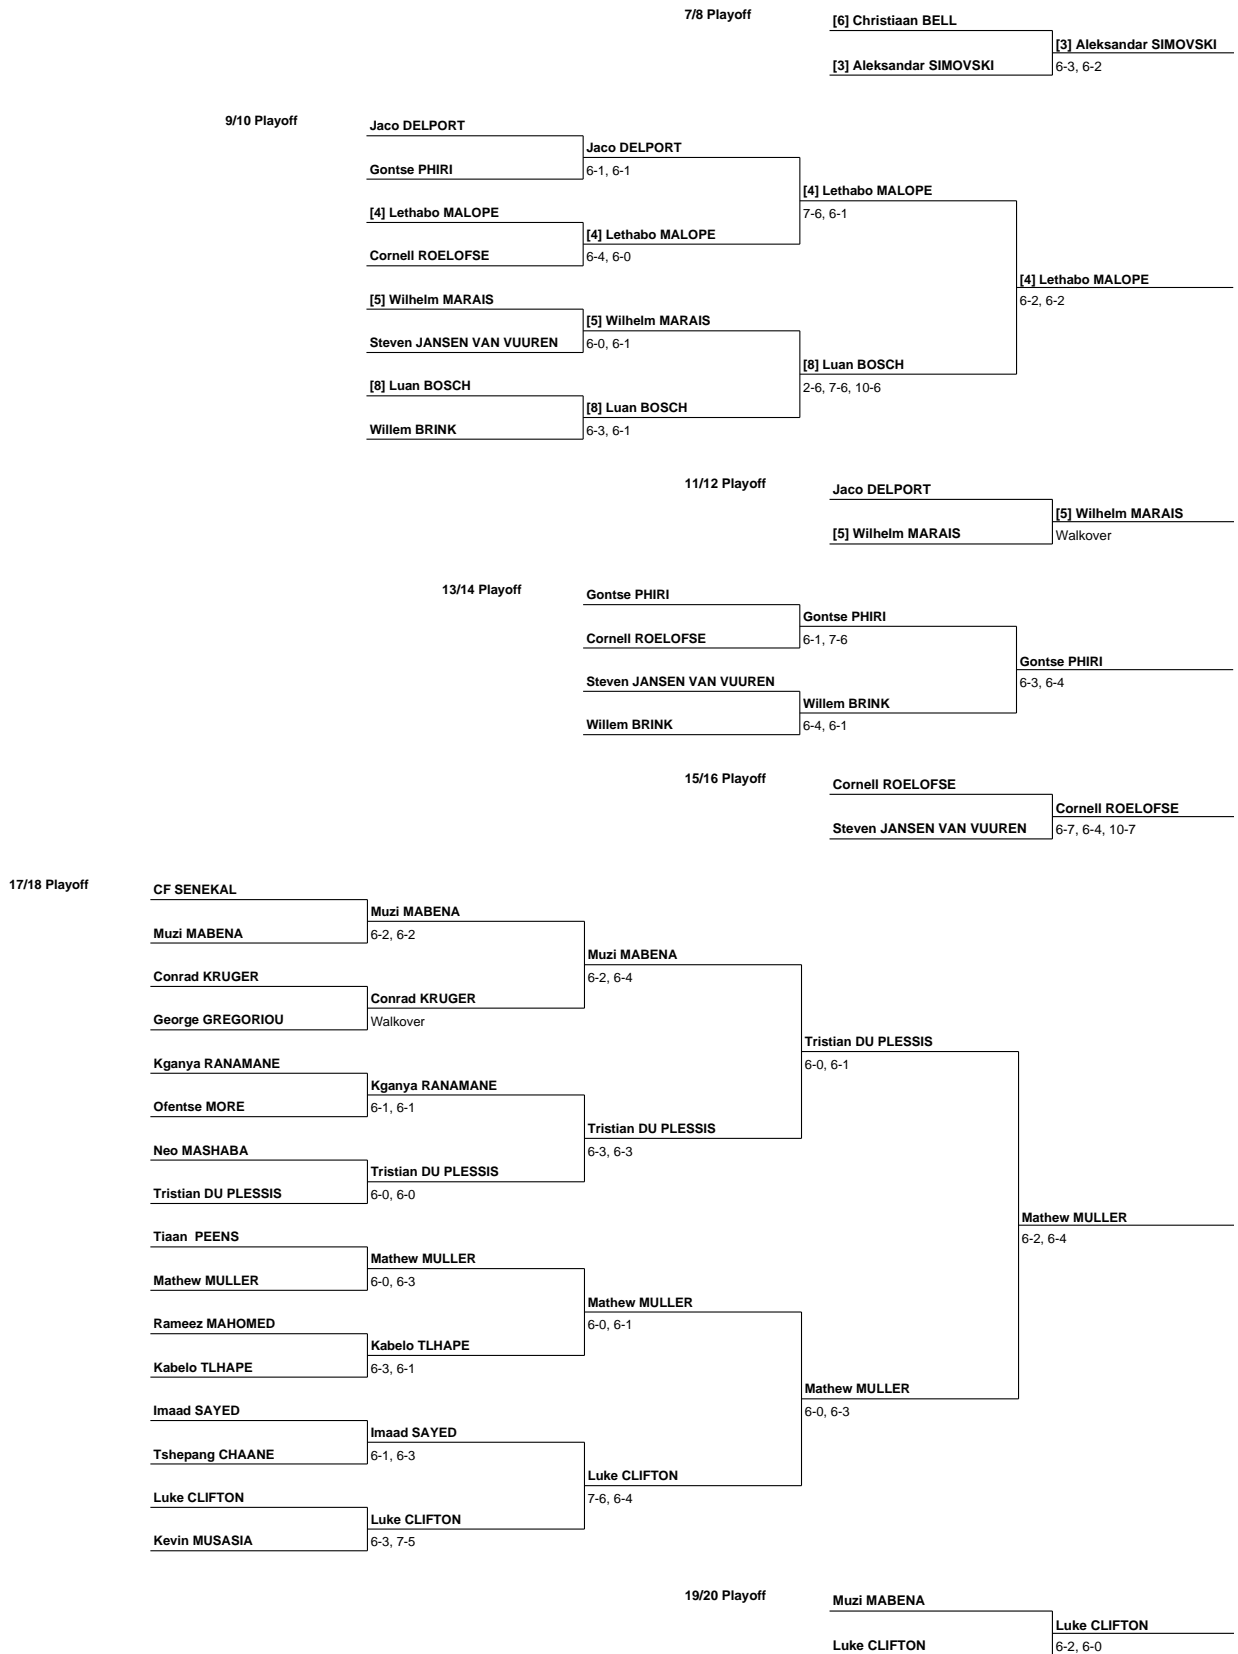 7/8 Playoff
[6] Christiaan BELL
[3] Aleksandar SIMOVSKI
[3] Aleksandar SIMOVSKI
6-3, 6-2
9/10 Playoff
Jaco DELPORT
Jaco DELPORT
Gontse PHIRI
6-1, 6-1
[4] Lethabo MALOPE
[4] Lethabo MALOPE
7-6, 6-1
[4] Lethabo MALOPE
Cornell ROELOFSE
6-4, 6-0
[4] Lethabo MALOPE
[5] Wilhelm MARAIS
6-2, 6-2
[5] Wilhelm MARAIS
Steven JANSEN VAN VUUREN
6-0, 6-1
[8] Luan BOSCH
[8] Luan BOSCH
2-6, 7-6, 10-6
[8] Luan BOSCH
Willem BRINK
6-3, 6-1
11/12 Playoff
Jaco DELPORT
[5] Wilhelm MARAIS
[5] Wilhelm MARAIS
Walkover
13/14 Playoff
Gontse PHIRI
Gontse PHIRI
Cornell ROELOFSE
6-1, 7-6
Gontse PHIRI
Steven JANSEN VAN VUUREN
6-3, 6-4
Willem BRINK
Willem BRINK
6-4, 6-1
15/16 Playoff
Cornell ROELOFSE
Cornell ROELOFSE
Steven JANSEN VAN VUUREN
6-7, 6-4, 10-7
17/18 Playoff
CF SENEKAL
Muzi MABENA
Muzi MABENA
6-2, 6-2
Muzi MABENA
Conrad KRUGER
6-2, 6-4
Conrad KRUGER
George GREGORIOU
Walkover
Tristian DU PLESSIS
Kganya RANAMANE
6-0, 6-1
Kganya RANAMANE
Ofentse MORE
6-1, 6-1
Tristian DU PLESSIS
Neo MASHABA
6-3, 6-3
Tristian DU PLESSIS
Tristian DU PLESSIS
6-0, 6-0
Mathew MULLER
Tiaan  PEENS
6-2, 6-4
Mathew MULLER
Mathew MULLER
6-0, 6-3
Mathew MULLER
Rameez MAHOMED
6-0, 6-1
Kabelo TLHAPE
Kabelo TLHAPE
6-3, 6-1
Mathew MULLER
Imaad SAYED
6-0, 6-3
Imaad SAYED
Tshepang CHAANE
6-1, 6-3
Luke CLIFTON
Luke CLIFTON
7-6, 6-4
Luke CLIFTON
Kevin MUSASIA
6-3, 7-5
19/20 Playoff
Muzi MABENA
Luke CLIFTON
Luke CLIFTON
6-2, 6-0